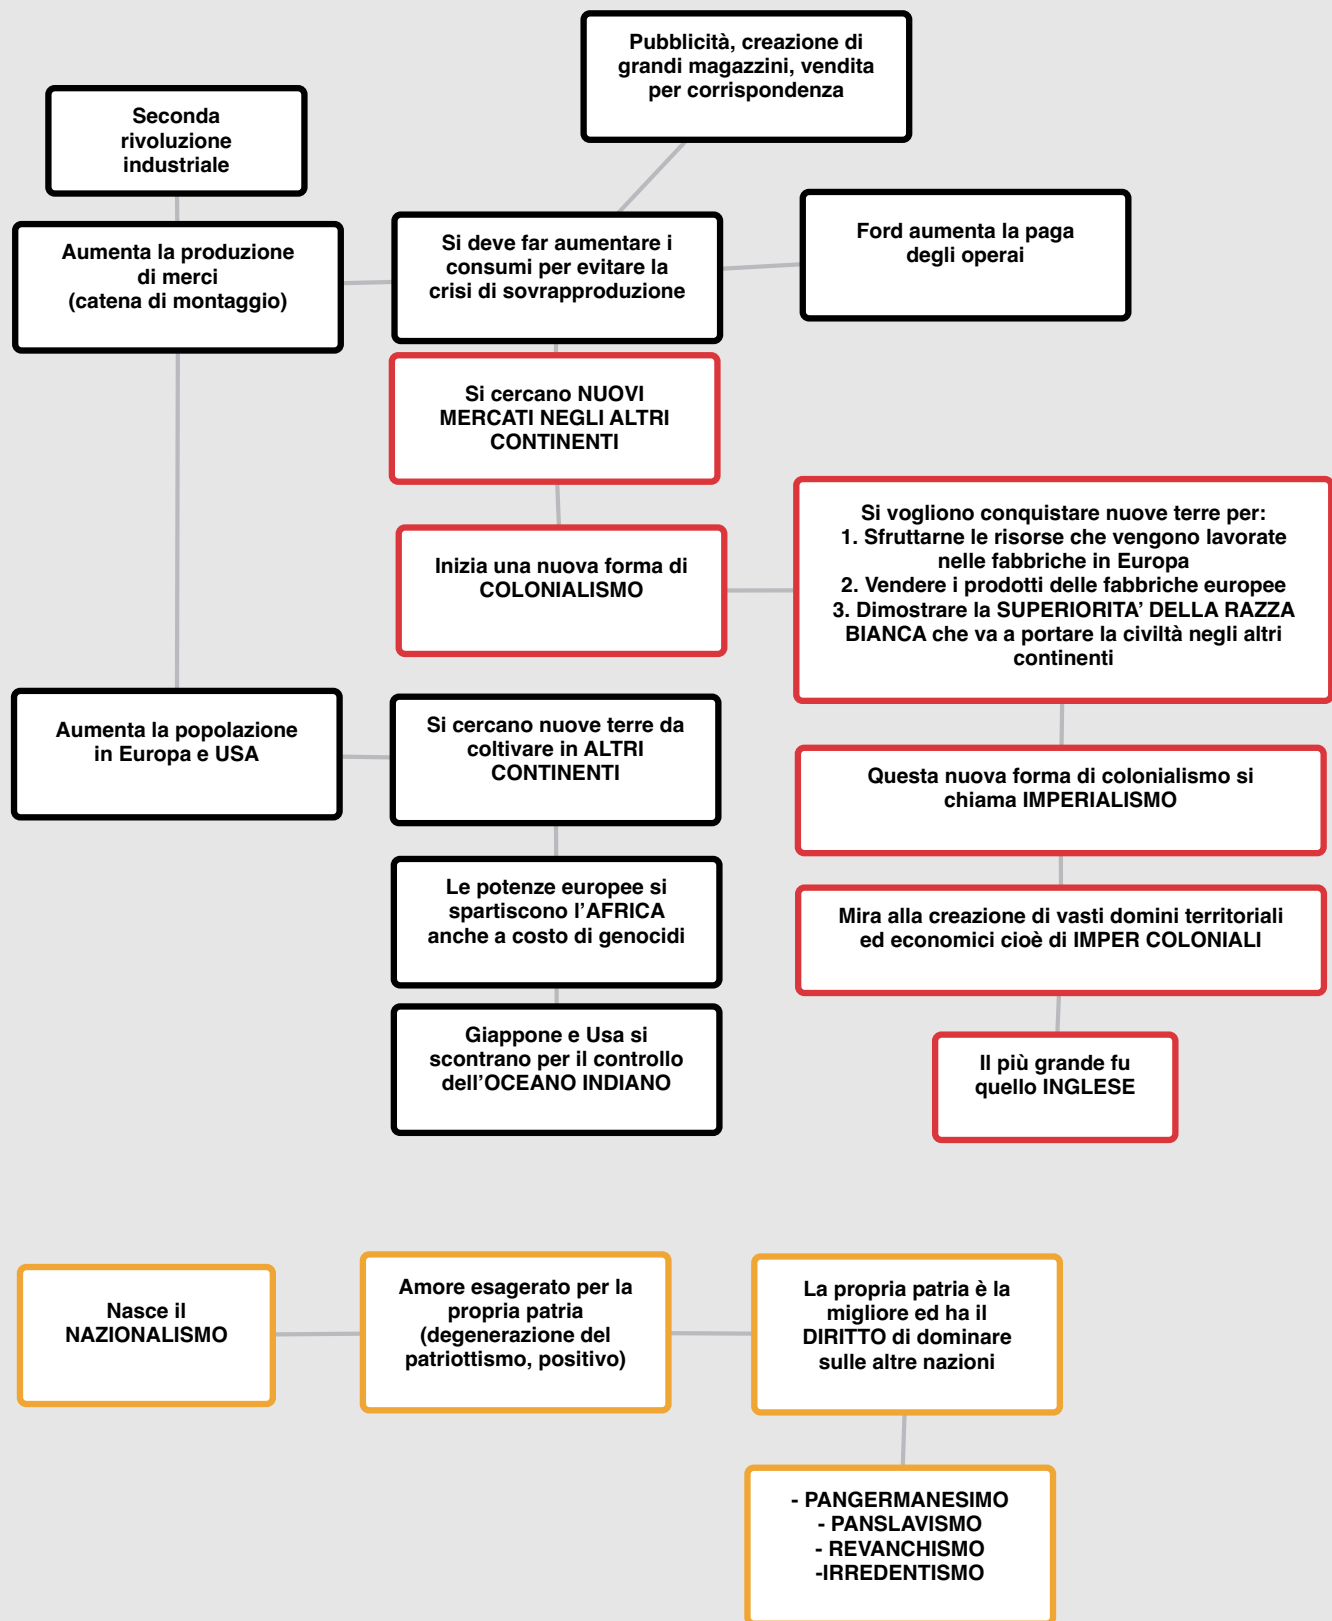 Pubblicità, creazione di
grandi magazzini, vendita
per corrispondenza
Seconda
rivoluzione
industriale
Aumenta la produzione
di merci
(catena di montaggio)
Si deve far aumentare i
consumi per evitare la
crisi di sovrapproduzione
Ford aumenta la paga
degli operai
Si cercano NUOVI
MERCATI NEGLI ALTRI
CONTINENTI
Inizia una nuova forma di
COLONIALISMO
Si vogliono conquistare nuove terre per:
1. Sfruttarne le risorse che vengono lavorate
nelle fabbriche in Europa
2. Vendere i prodotti delle fabbriche europee
3. Dimostrare la SUPERIORITA’ DELLA RAZZA
BIANCA che va a portare la civiltà negli altri
continenti
Aumenta la popolazione
in Europa e USA
Si cercano nuove terre da
coltivare in ALTRI
CONTINENTI
Questa nuova forma di colonialismo si
chiama IMPERIALISMO
Le potenze europee si
spartiscono l’AFRICA
anche a costo di genocidi
Mira alla creazione di vasti domini territoriali
ed economici cioè di IMPER COLONIALI
Giappone e Usa si
scontrano per il controllo
dell’OCEANO INDIANO
Il più grande fu
quello INGLESE
Nasce il
NAZIONALISMO
Amore esagerato per la
propria patria
(degenerazione del
patriottismo, positivo)
La propria patria è la
migliore ed ha il
DIRITTO di dominare
sulle altre nazioni
- PANGERMANESIMO
- PANSLAVISMO
- REVANCHISMO
-IRREDENTISMO